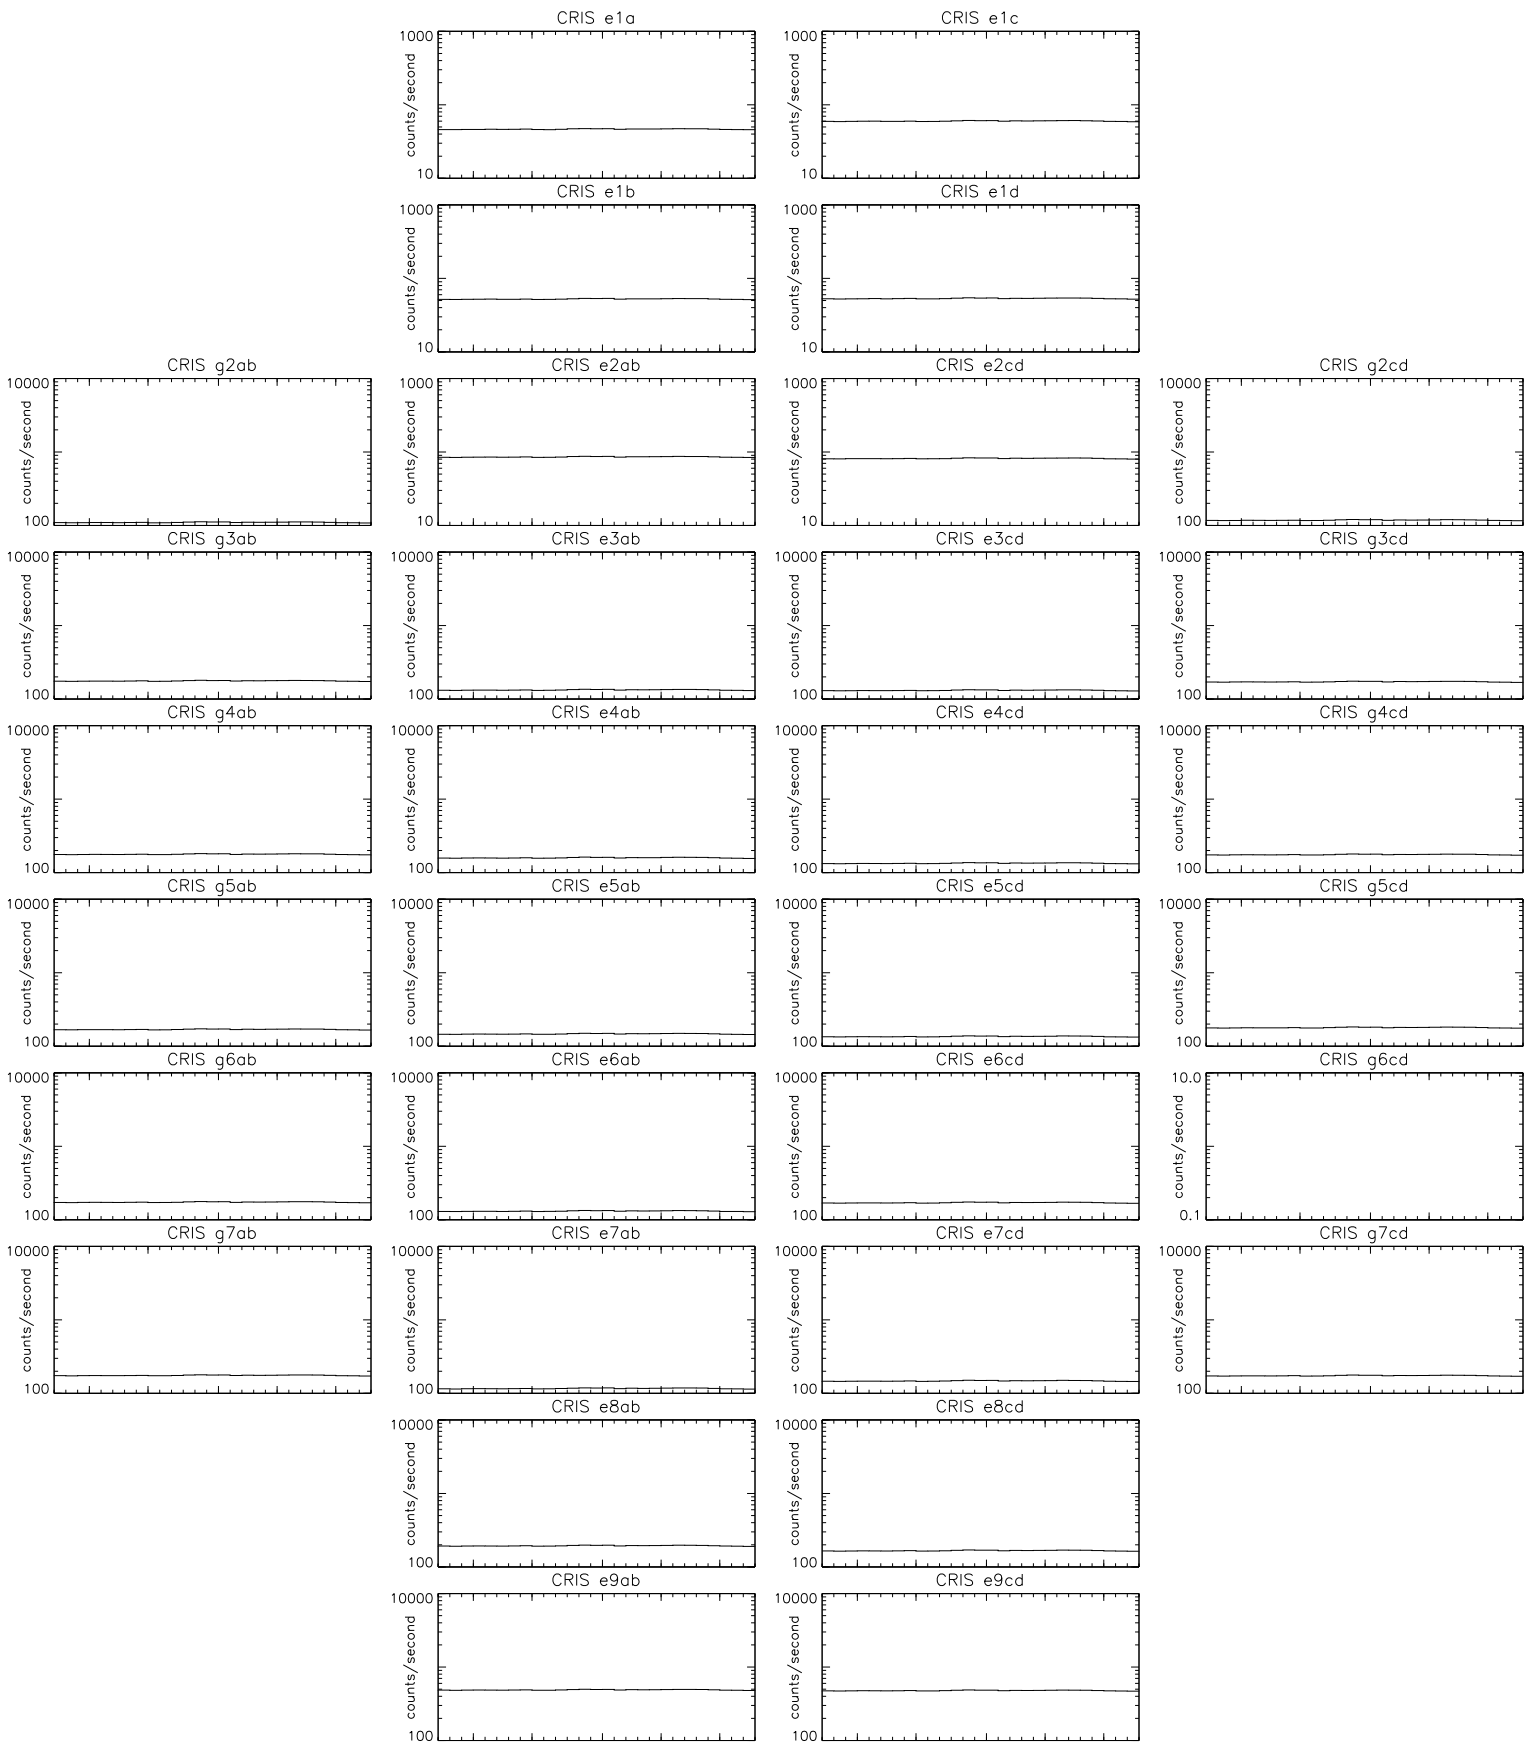 CRIS e1a
1000
counts/second
10
CRIS e1c
1000
counts/second
10
CRIS e1b
1000
counts/second
10
CRIS e1d
1000
counts/second
10
CRIS g2ab
10000
counts/second
100
CRIS e2ab
1000
counts/second
10
CRIS e2cd
1000
counts/second
10
CRIS g2cd
10000
counts/second
100
CRIS g3ab
10000
counts/second
100
CRIS e3ab
10000
counts/second
100
CRIS e3cd
10000
counts/second
100
CRIS g3cd
10000
counts/second
100
CRIS g4ab
10000
counts/second
100
CRIS e4ab
10000
counts/second
100
CRIS e4cd
10000
counts/second
100
CRIS g4cd
10000
counts/second
100
CRIS g5ab
10000
counts/second
100
CRIS e5ab
10000
counts/second
100
CRIS e5cd
10000
counts/second
100
CRIS g5cd
10000
counts/second
100
CRIS g6ab
10000
counts/second
100
CRIS e6ab
10000
counts/second
100
CRIS e6cd
10000
counts/second
100
CRIS g6cd
10.0
counts/second
0.1
CRIS g7ab
10000
counts/second
100
CRIS e7ab
10000
counts/second
100
CRIS e7cd
10000
counts/second
100
CRIS g7cd
10000
counts/second
100
CRIS e8ab
10000
counts/second
100
CRIS e8cd
10000
counts/second
100
CRIS e9ab
10000
counts/second
100
CRIS e9cd
10000
counts/second
100